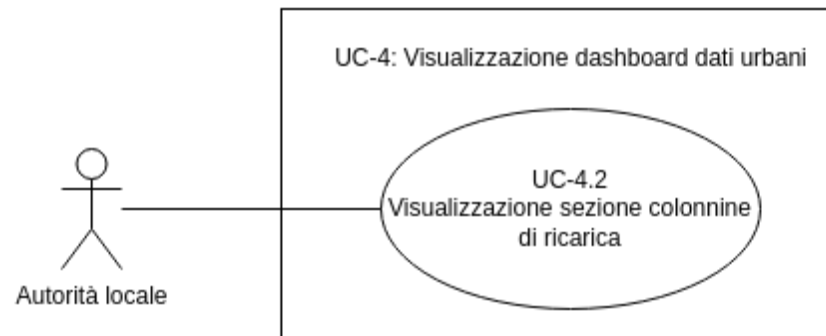 UC-4: Visualizzazione dashboard dati urbani
UC-4.2
Visualizzazione sezione colonnine
di ricarica
Autorità locale